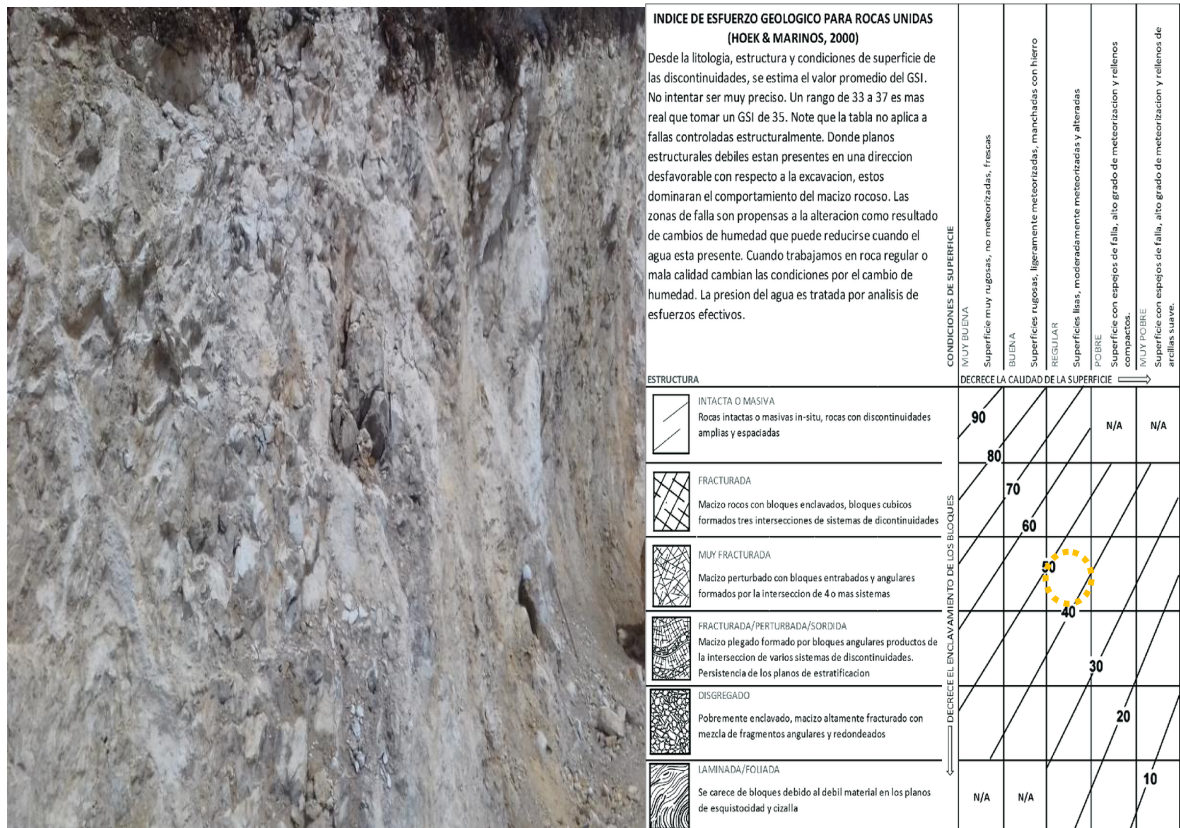 INDICE DE ESFUERZO GEOLOGICO PARA ROCAS UNIDAS
(HOEK & MARINOS, 2000)
Desde la litologia, estructura y condiciones de superficie de
las discontinuidades, se estima el valor promedio del GSI.
No intentar ser muy preciso. Un rango de 33 a 37 es mas
real que tomar un GSI de 35. Note que la tabla no aplica a
fallas controladas estructuralmente. Donde planos
estructurales debiles estan presentes en una direccion
desfavorable con respecto a la excavacion, estos
dominaran el comportamiento del macizo rocoso. Las
zonas de falla son propensas a la alteracion como resultado
de cambios de humedad que puede reducirse cuando el
agua esta presente. Cuando trabajamos en roca regular o
mala calidad cambian las condiciones por el cambio de
humedad. La presion del agua es tratada por analisis de
esfuerzos efectivos.
CONDICIONES DE SUPERFICIE
MUY BUENA
Superficie muy rugosas, no meteorizadas, frescas
BUENA
Superficies rugosas, ligeramente meteorizadas, manchadas con hierro
REGULAR
Superficies lisas, moderadamente meteorizadas y alteradas
POBRE
Superficie con espejos de falla, alto grado de meteorizacion y rellenos
compactos.
MUY POBRE
Superficie con espejos de falla, alto grado de meteorizacion y rellenos de
arcillas suave.
ESTRUCTURA
DECRECE LA CALIDAD DE LA SUPERFICIE
DECRECE EL ENCLAVAMIENTO DE LOS BLOQUES
INTACTA O MASIVA
Rocas intactas o masivas in-situ, rocas con discontinuidades
amplias y espaciadas
90
N/A
N/A
80
FRACTURADA
Macizo rocos con bloques enclavados, bloques cubicos
formados tres intersecciones de sistemas de dicontinuidades
70
60
MUY FRACTURADA
Macizo perturbado con bloques entrabados y angulares
formados por la interseccion de 4 o mas sistemas
50
40
FRACTURADA/PERTURBADA/SORDIDA
Macizo plegado formado por bloques angulares productos de
la interseccion de varios sistemas de discontinuidades.
Persistencia de los planos de estratificacion
30
DISGREGADO
Pobremente enclavado, macizo altamente fracturado con
mezcla de fragmentos angulares y redondeados
20
LAMINADA/FOLIADA
Se carece de bloques debido al debil material en los planos
de esquistocidad y cizalla
N/A
N/A
10